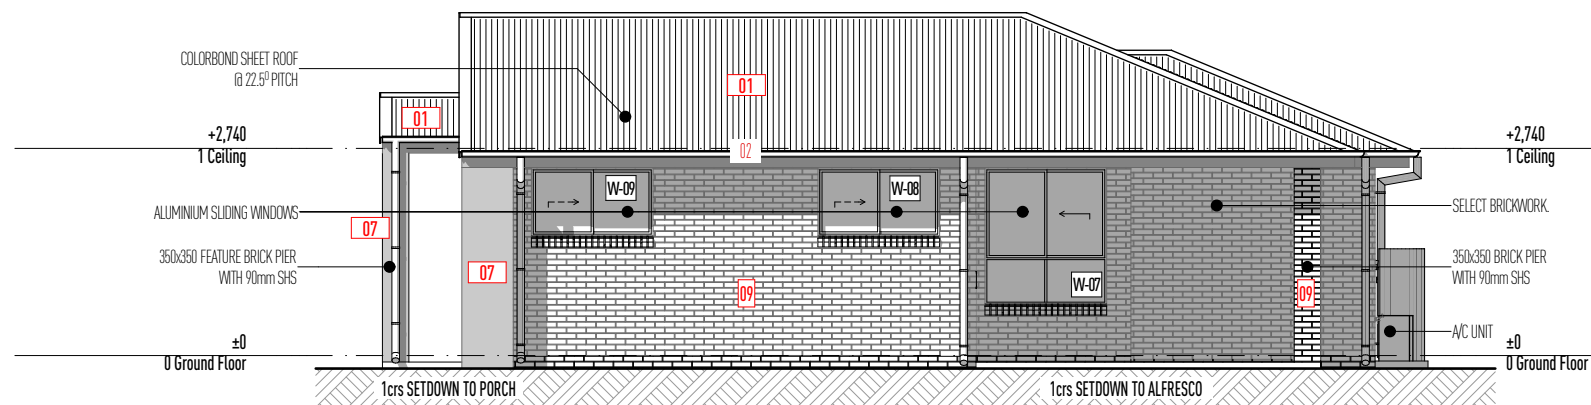 COLORBOND SHEET ROOF
@ 22.5⁰ PITCH
01
01
+2,740
1 Ceiling
02
+2,740
1 Ceiling
W-09
W-08
ALUMINIUM SLIDING WINDOWS
SELECT BRICKWORK.
07
350x350 FEATURE BRICK PIER
WITH 90mm SHS
07
09
W-07
09
350x350 BRICK PIER
WITH 90mm SHS
A/C UNIT
±0
0 Ground Floor
±0
0 Ground Floor
1crs SETDOWN TO PORCH
1crs SETDOWN TO ALFRESCO